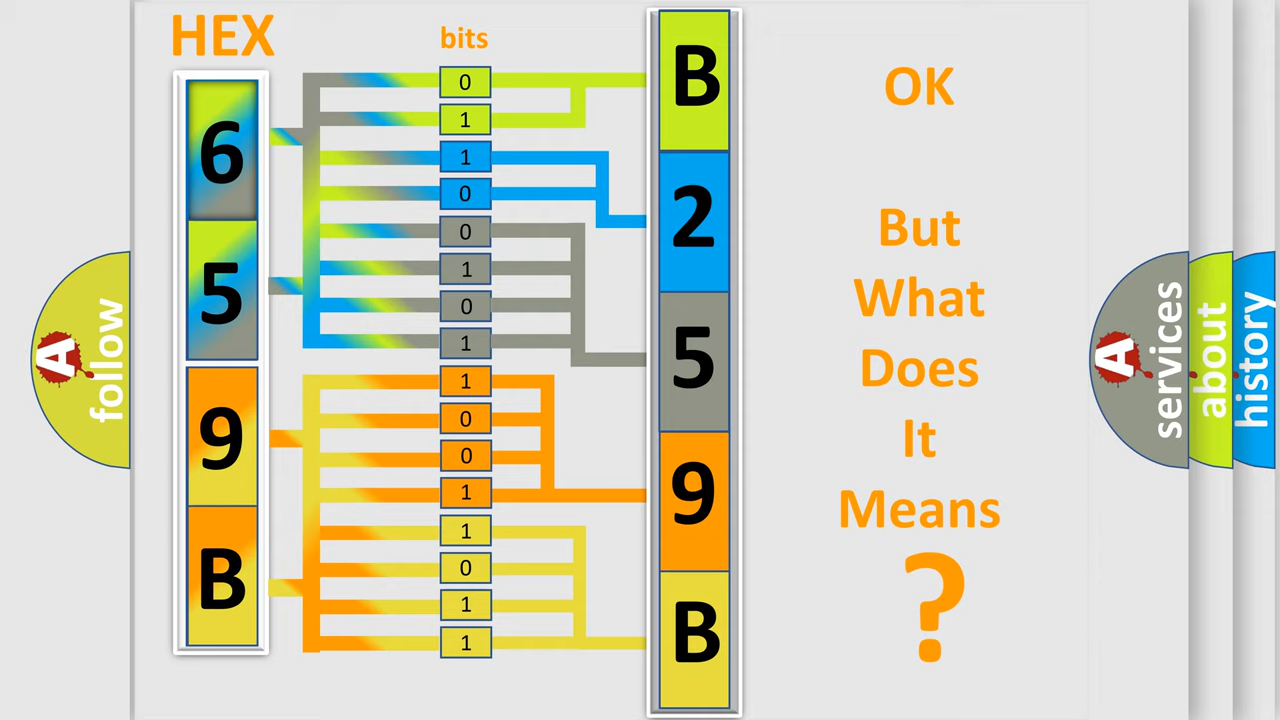 HEX
bits
6
5
9
B
0
1
1
0
0
1
0
1
1
0
0
1
1
0
1
1
B
2
5
9
B
OK
But
What
Does
It
Means
?
A
follow
A
services
about
history